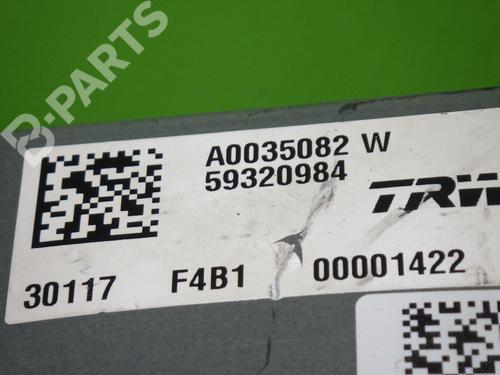 B-PARTS
A0035082 W
59320984
TRW
30117 F4B1 00001422